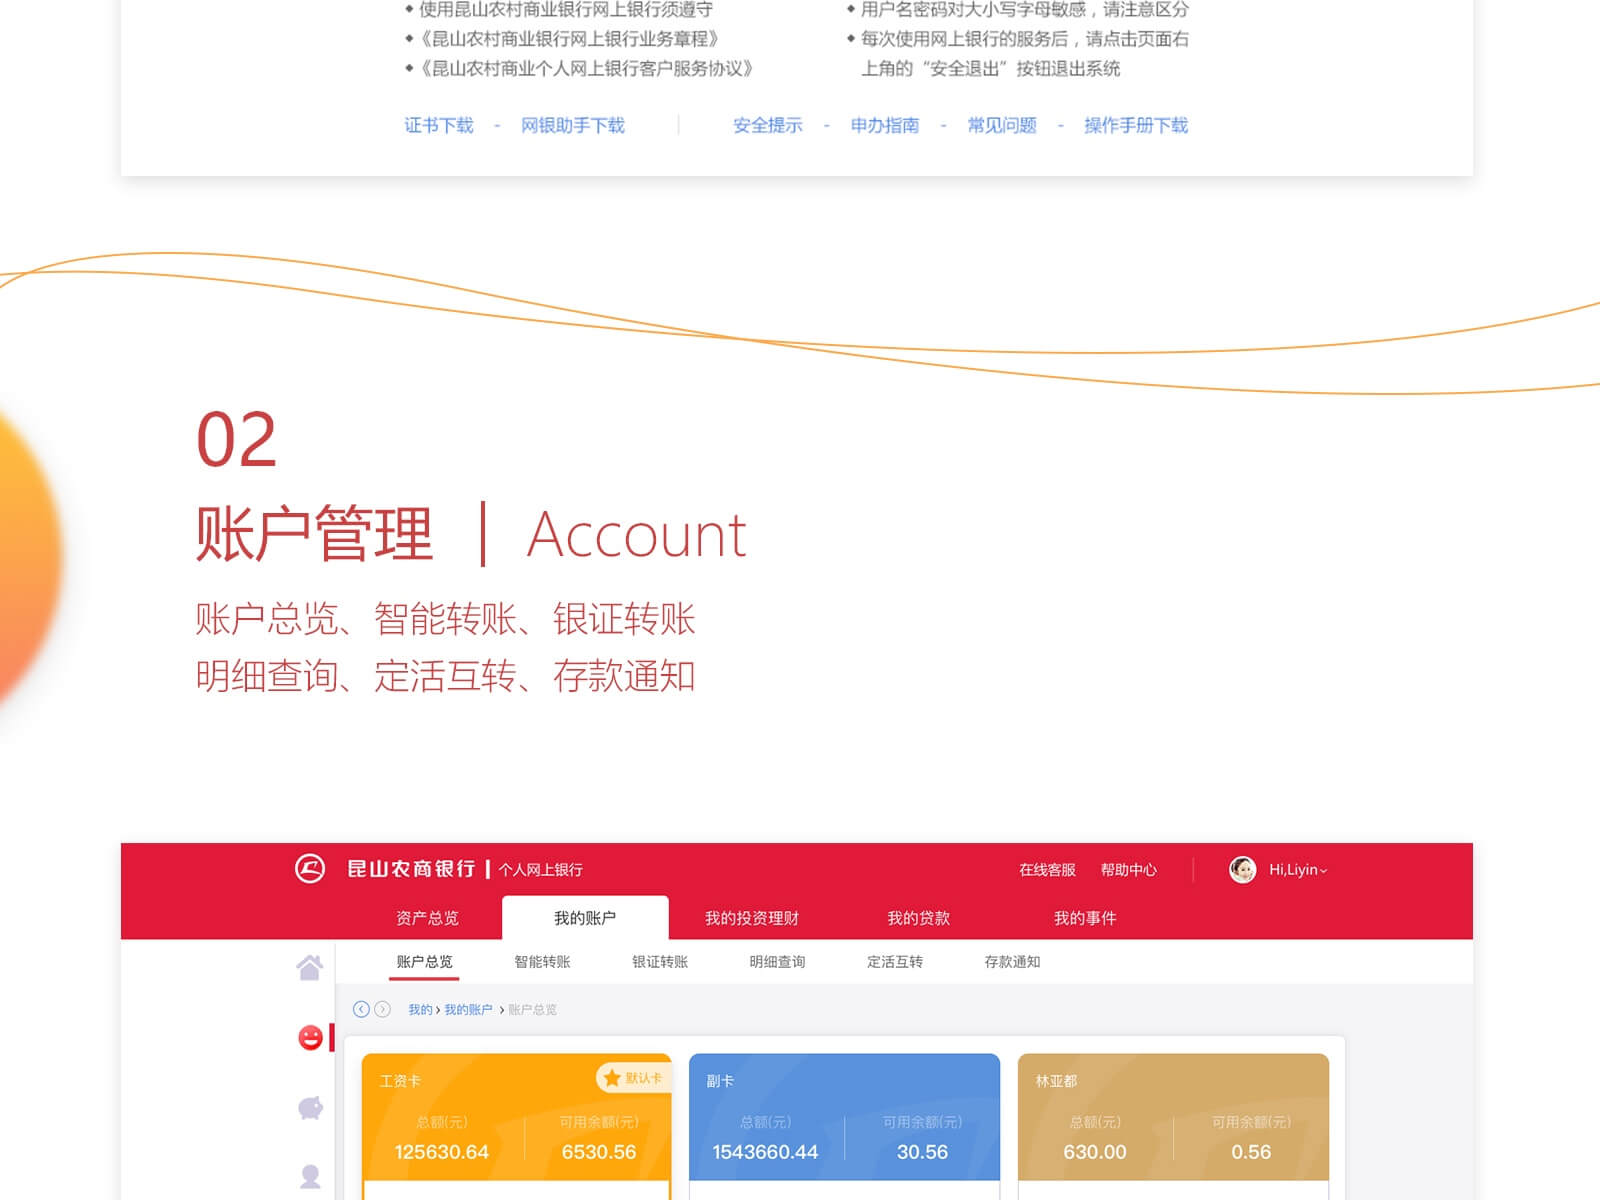 使用昆山农村商业银行网上银行须遵守
《昆山农村商业银行网上银行业务章程》
《昆山农村商业个人网上银行客户服务协议》
用户名密码对大小写字母敏感，请注意区分
每次使用网上银行的服务后，请点击页面右
上角的“安全退出”按钮退出系统
证书下载 - 网银助手下载 | 安全提示 - 申办指南 - 常见问题 - 操作手册下载
02
账户管理 | Account
账户总览、智能转账、银证转账
明细查询、定活互转、存款通知
昆山农商银行 | 个人网上银行 在线客服 帮助中心 Hi,Liyin
资产总览 我的账户 我的投资理财 我的贷款 我的事件
账户总览 智能转账 银证转账 明细查询 定活互转 存款通知
我的 › 我的账户 › 账户总览
工资卡 默认卡
总额(元) 可用余额(元)
125630.64 6530.56
副卡
总额(元) 可用余额(元)
1543660.44 30.56
林亚都
总额(元) 可用余额(元)
630.00 0.56